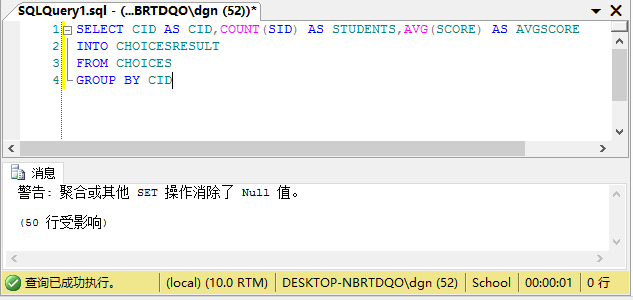 SQLQuery1.sql - (...BRTDQO\dgn (52))*
1 SELECT CID AS CID,COUNT(SID) AS STUDENTS,AVG(SCORE) AS AVGSCORE
2 INTO CHOICESRESULT
3 FROM CHOICES
4 GROUP BY CID
消息
警告: 聚合或其他 SET 操作消除了 Null 值。
(50 行受影响)
查询已成功执行。 (local) (10.0 RTM) DESKTOP-NBRTDQO\dgn (52) School 00:00:01 0 行